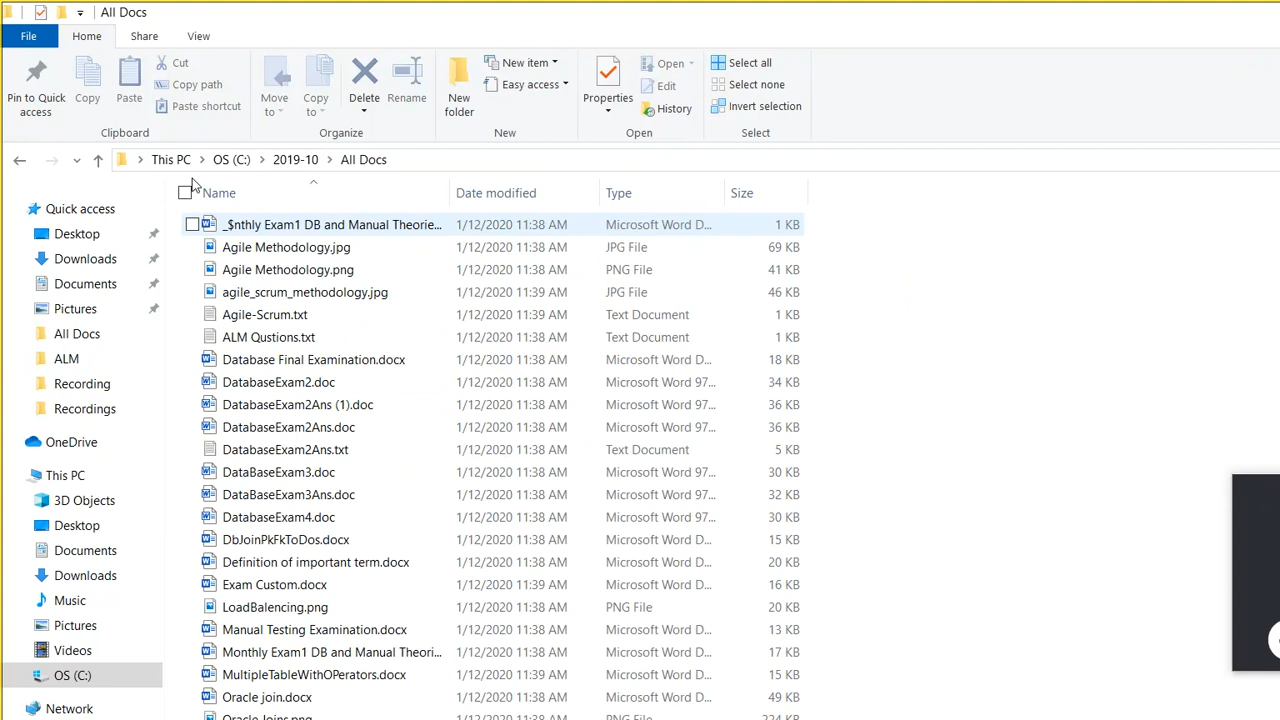 All Docs
File Home Share View
Pin to Quick access
Copy
Paste
Cut
Copy path
Paste shortcut
Clipboard
Move to
Copy to
Delete
Rename
Organize
New folder
New item
Easy access
New
Properties
Open
Edit
History
Open
Select all
Select none
Invert selection
Select
This PC OS (C:) 2019-10 All Docs
Quick access
Desktop
Downloads
Documents
Pictures
All Docs
ALM
Recording
Recordings
OneDrive
This PC
3D Objects
Desktop
Documents
Downloads
Music
Pictures
Videos
OS (C:)
Network
Name Date modified Type Size
_$nthly Exam1 DB and Manual Theorie... 1/12/2020 11:38 AM Microsoft Word D... 1 KB
Agile Methodology.jpg 1/12/2020 11:38 AM JPG File 69 KB
Agile Methodology.png 1/12/2020 11:38 AM PNG File 41 KB
agile_scrum_methodology.jpg 1/12/2020 11:39 AM JPG File 46 KB
Agile-Scrum.txt 1/12/2020 11:38 AM Text Document 1 KB
ALM Qustions.txt 1/12/2020 11:38 AM Text Document 1 KB
Database Final Examination.docx 1/12/2020 11:38 AM Microsoft Word D... 18 KB
DatabaseExam2.doc 1/12/2020 11:38 AM Microsoft Word 97... 34 KB
DatabaseExam2Ans (1).doc 1/12/2020 11:38 AM Microsoft Word 97... 36 KB
DatabaseExam2Ans.doc 1/12/2020 11:38 AM Microsoft Word 97... 36 KB
DatabaseExam2Ans.txt 1/12/2020 11:38 AM Text Document 5 KB
DataBaseExam3.doc 1/12/2020 11:38 AM Microsoft Word 97... 30 KB
DataBaseExam3Ans.doc 1/12/2020 11:38 AM Microsoft Word 97... 32 KB
DatabaseExam4.doc 1/12/2020 11:38 AM Microsoft Word 97... 30 KB
DbJoinPkFkToDos.docx 1/12/2020 11:38 AM Microsoft Word D... 15 KB
Definition of important term.docx 1/12/2020 11:38 AM Microsoft Word D... 20 KB
Exam Custom.docx 1/12/2020 11:39 AM Microsoft Word D... 16 KB
LoadBalencing.png 1/12/2020 11:38 AM PNG File 20 KB
Manual Testing Examination.docx 1/12/2020 11:38 AM Microsoft Word D... 13 KB
Monthly Exam1 DB and Manual Theori... 1/12/2020 11:38 AM Microsoft Word D... 17 KB
MultipleTableWithOPerators.docx 1/12/2020 11:38 AM Microsoft Word D... 15 KB
Oracle join.docx 1/12/2020 11:38 AM Microsoft Word D... 49 KB
Oracle Joins.png PNG File 224 KB